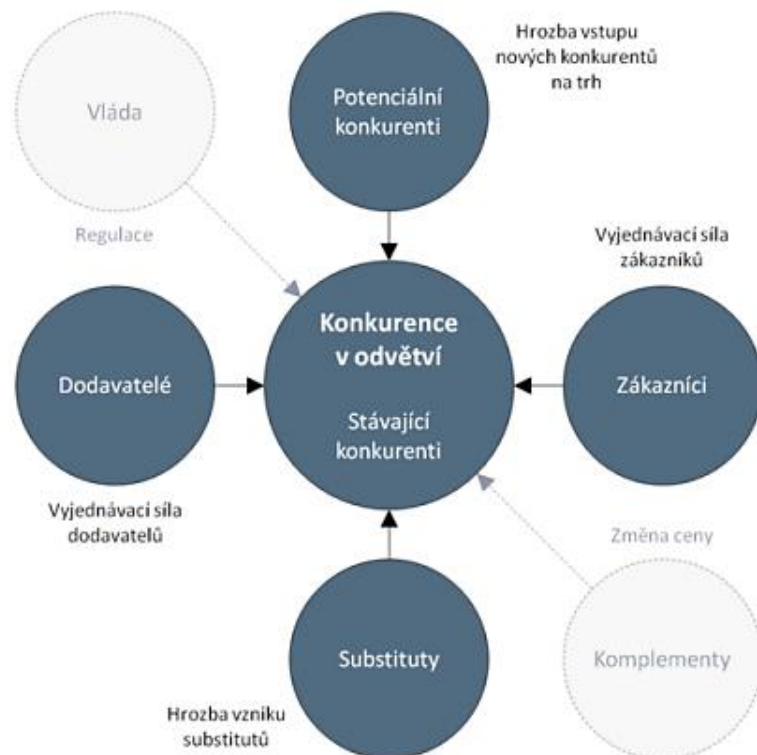 Hrozba vstupu
nových konkurentů
na trh
Potenciální
konkurenti
Vláda
Regulace
Vyjednávací síla
zákazníků
Konkurence
v odvětví
Stávající
konkurenti
Dodavatelé
Zákazníci
Vyjednávací síla
dodavatelů
Změna ceny
Substituty
Komplementy
Hrozba vzniku
substitutů